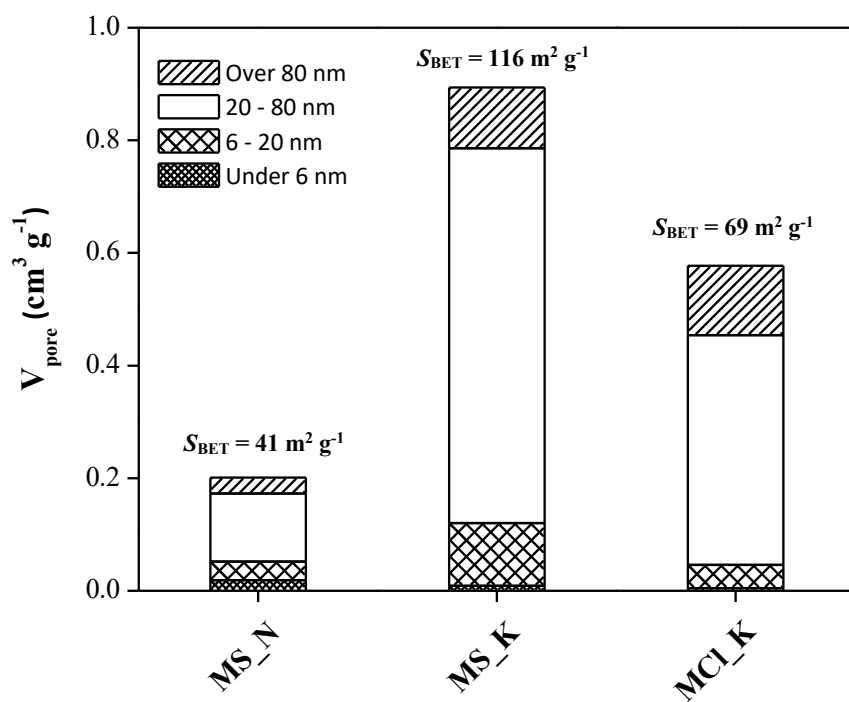 1.0
0.8
0.6
0.4
0.2
0.0
V_pore (cm³ g⁻¹)
Over 80 nm
20 - 80 nm
6 - 20 nm
Under 6 nm
S_BET = 116 m² g⁻¹
S_BET = 69 m² g⁻¹
S_BET = 41 m² g⁻¹
MS_N
MS_K
MCl_K